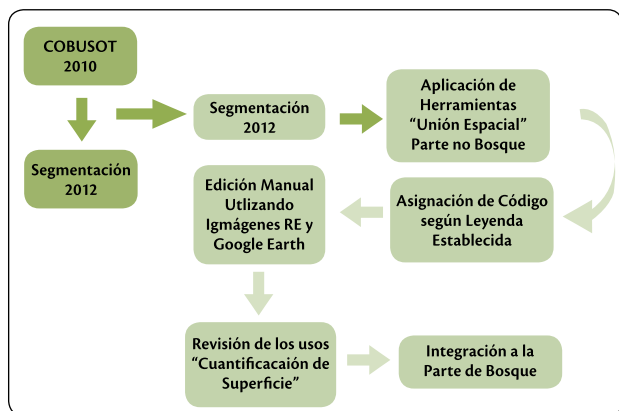 COBUSOT
2010
Segmentación
2012
Segmentación
2012
Aplicación de
Herramientas
“Unión Espacial”
Parte no Bosque
Asignación de Código
según Leyenda
Establecida
Edición Manual
Utlizando
Igmágenes RE y
Google Earth
Revisión de los usos
“Cuantificacaión de
Superficie”
Integración a la
Parte de Bosque